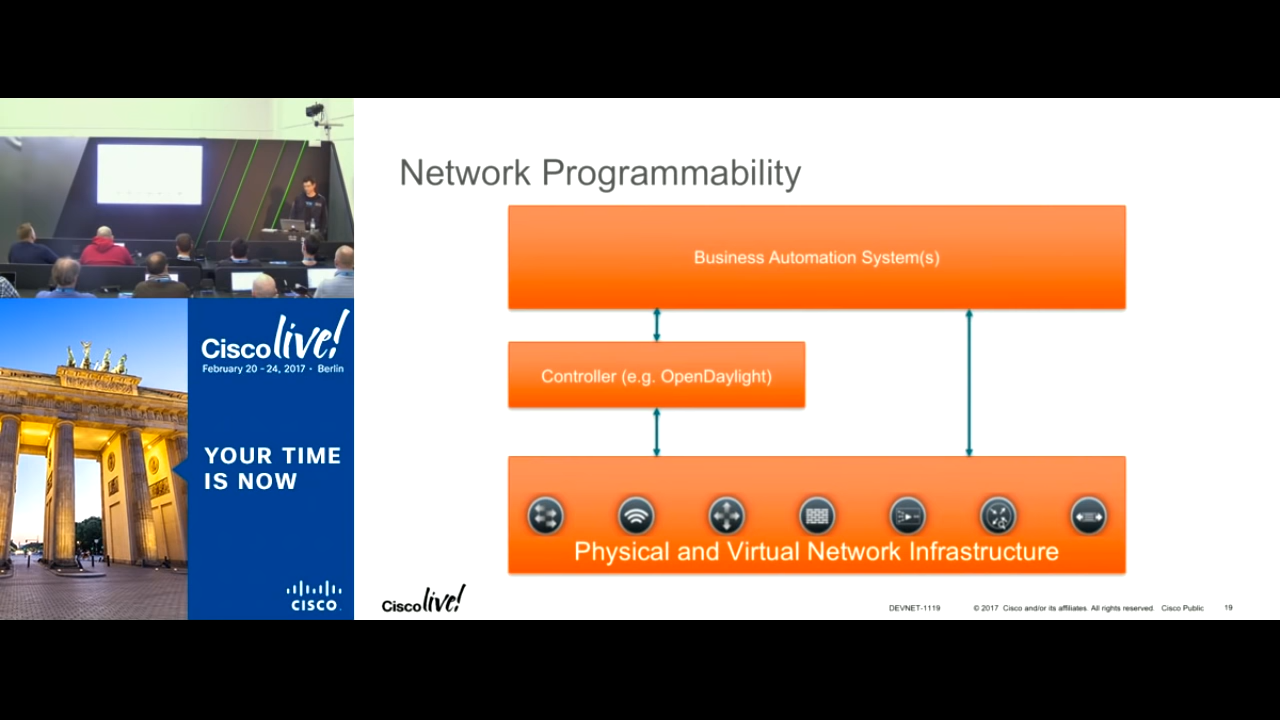 Network Programmability
Business Automation System(s)
Controller (e.g. OpenDaylight)
Physical and Virtual Network Infrastructure
Cisco live!
February 20 - 24, 2017 • Berlin
YOUR TIME
IS NOW
CISCO
Cisco live!
DEVNET-1119
© 2017 Cisco and/or its affiliates. All rights reserved. Cisco Public
19